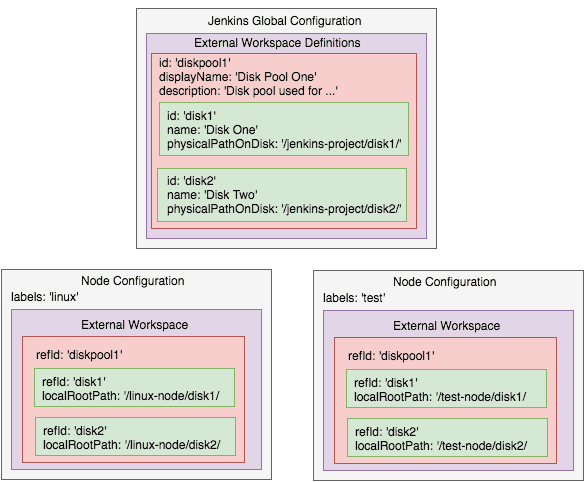 Jenkins Global Configuration
External Workspace Definitions
id: 'diskpool1'
displayName: 'Disk Pool One'
description: 'Disk pool used for ...'
id: 'disk1'
name: 'Disk One'
physicalPathOnDisk: '/jenkins-project/disk1/'
id: 'disk2'
name: 'Disk Two'
physicalPathOnDisk: '/jenkins-project/disk2/'
Node Configuration
labels: 'linux'
External Workspace
refId: 'diskpool1'
refId: 'disk1'
localRootPath: '/linux-node/disk1/
refId: 'disk2'
localRootPath: '/linux-node/disk2/
Node Configuration
labels: 'test'
External Workspace
refId: 'diskpool1'
refId: 'disk1'
localRootPath: '/test-node/disk1/
refId: 'disk2'
localRootPath: '/test-node/disk2/